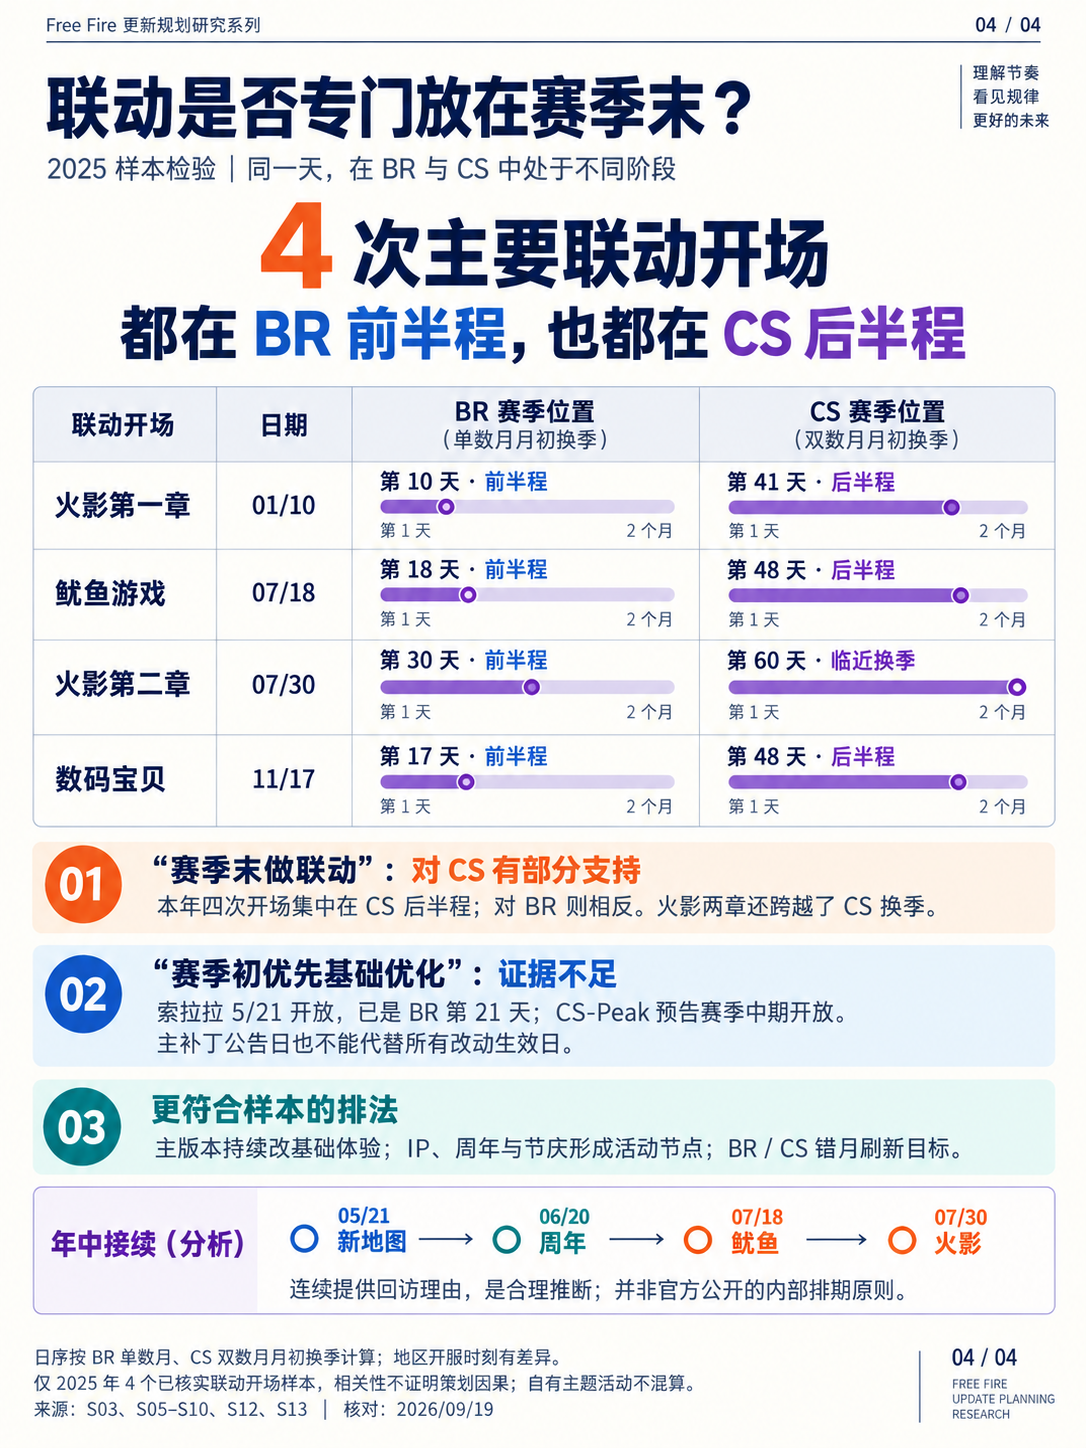 Free Fire 更新规划研究系列
04 / 04
联动是否专门放在赛季末？
理解节奏
看见规律
更好的未来
2025 样本检验｜同一天，在 BR 与 CS 中处于不同阶段
4 次主要联动开场
都在 BR 前半程，也都在 CS 后半程
联动开场 日期 BR 赛季位置 CS 赛季位置
（单数月月初换季） （双数月月初换季）
火影第一章 01/10 第 10 天 · 前半程 第 41 天 · 后半程
第 1 天 2 个月 第 1 天 2 个月
鱿鱼游戏 07/18 第 18 天 · 前半程 第 48 天 · 后半程
第 1 天 2 个月 第 1 天 2 个月
火影第二章 07/30 第 30 天 · 前半程 第 60 天 · 临近换季
第 1 天 2 个月 第 1 天 2 个月
数码宝贝 11/17 第 17 天 · 前半程 第 48 天 · 后半程
第 1 天 2 个月 第 1 天 2 个月
01
“赛季末做联动”：对 CS 有部分支持
本年四次开场集中在 CS 后半程；对 BR 则相反。火影两章还跨越了 CS 换季。
02
“赛季初优先基础优化”：证据不足
索拉拉 5/21 开放，已是 BR 第 21 天；CS-Peak 预告赛季中期开放。
主补丁公告日也不能代替所有改动生效日。
03
更符合样本的排法
主版本持续改基础体验；IP、周年与节庆形成活动节点；BR / CS 错月刷新目标。
年中接续（分析）
05/21 06/20 07/18 07/30
新地图 周年 鱿鱼 火影
连续提供回访理由，是合理推断；并非官方公开的内部排期原则。
日序按 BR 单数月、CS 双数月月初换季计算；地区开服时刻有差异。
仅 2025 年 4 个已核实联动开场样本，相关性不证明策划因果；自有主题活动不混算。
来源：S03、S05–S10、S12、S13 ｜ 核对：2026/09/19
04 / 04
FREE FIRE
UPDATE PLANNING
RESEARCH